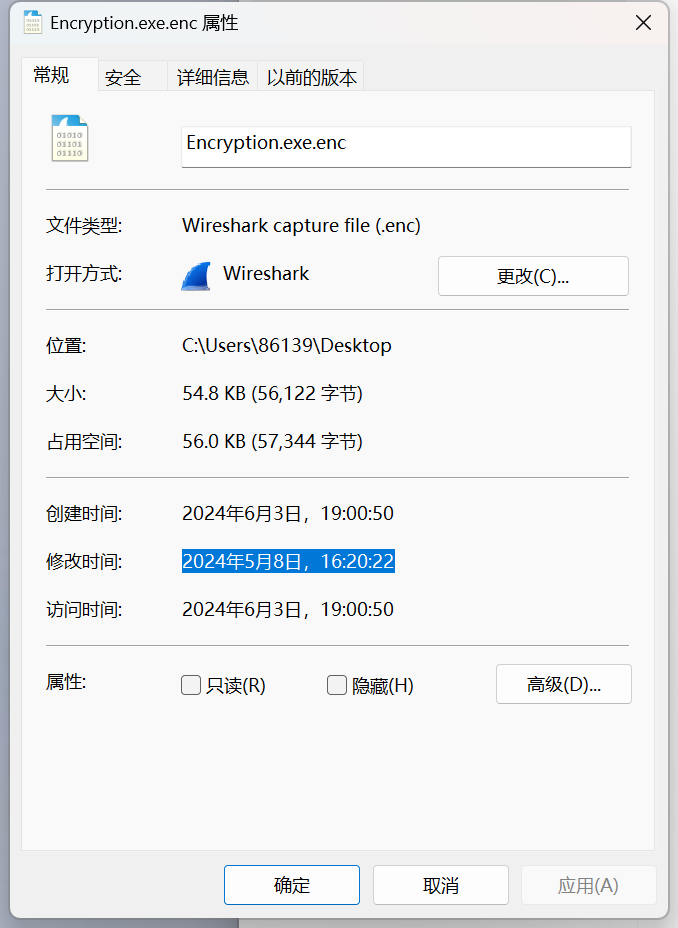 Encryption.exe.enc 属性
常规 安全 详细信息 以前的版本
Encryption.exe.enc
文件类型: Wireshark capture file (.enc)
打开方式: Wireshark 更改(C)...
位置: C:\Users\86139\Desktop
大小: 54.8 KB (56,122 字节)
占用空间: 56.0 KB (57,344 字节)
创建时间: 2024年6月3日，19:00:50
修改时间: 2024年5月8日，16:20:22
访问时间: 2024年6月3日，19:00:50
属性: 只读(R) 隐藏(H) 高级(D)...
确定 取消 应用(A)